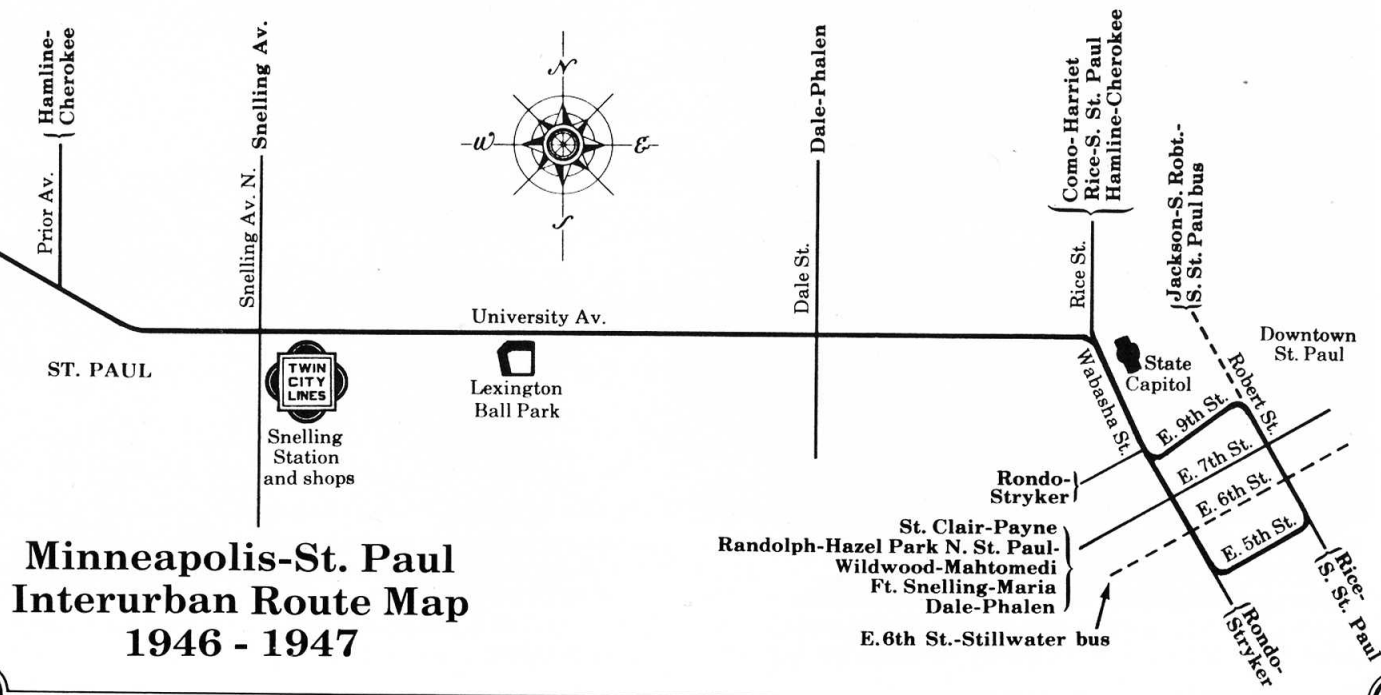 Hamline-
Cherokee
Prior Av.
Snelling Av.
Snelling Av. N.
N
W
E
S
Dale-Phalen
Dale St.
Como-Harriet
Rice-S. St. Paul
Hamline-Cherokee
Rice St.
Jackson-S. Robt.-
S. St. Paul bus
University Av.
ST. PAUL
TWIN
CITY
LINES
Snelling
Station
and shops
Lexington
Ball Park
State
Capitol
Downtown
St. Paul
Wabasha St.
Robert St.
E. 9th St.
E. 7th St.
E. 6th St.
E. 5th St.
Rondo-
Stryker
St. Clair-Payne
Randolph-Hazel Park N. St. Paul-
Wildwood-Mahtomedi
Ft. Snelling-Maria
Dale-Phalen
E.6th St.-Stillwater bus
Rice-
S. St. Paul
Rondo-
Stryker
Minneapolis-St. Paul
Interurban Route Map
1946 - 1947